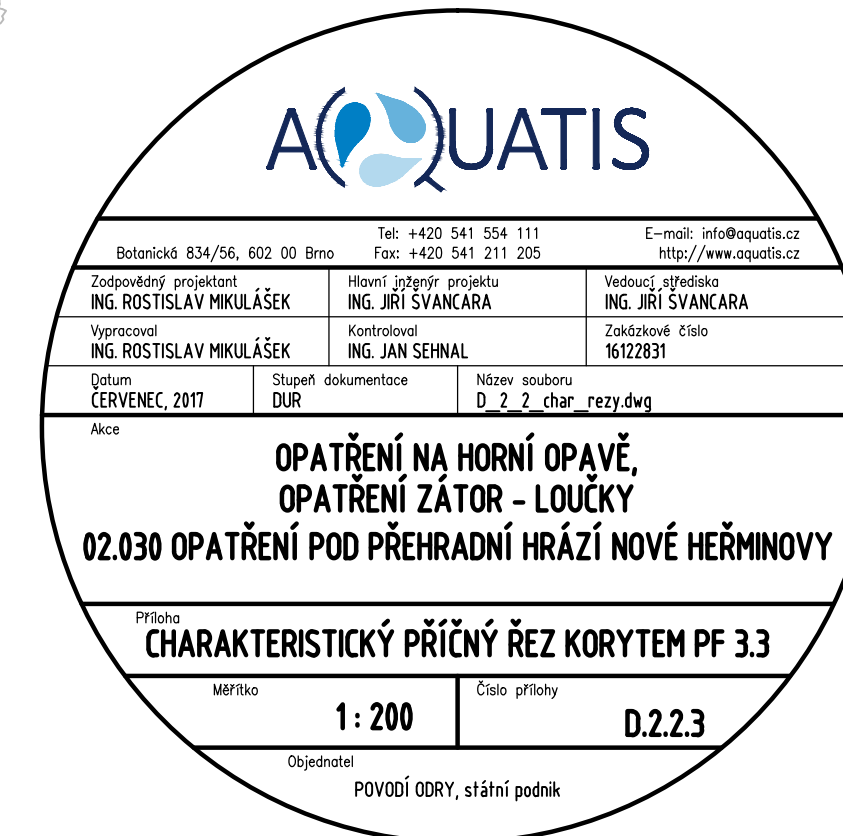 AQUATIS
Botanická 834/56, 602 00 Brno
Tel: +420 541 554 111
Fax: +420 541 211 205
E-mail: info@aquatis.cz
http://www.aquatis.cz
Zodpovědný projektant
ING. ROSTISLAV MIKULÁŠEK
Hlavní inženýr projektu
ING. JIŘÍ ŠVANCARA
Vedoucí střediska
ING. JIŘÍ ŠVANCARA
Vypracoval
ING. ROSTISLAV MIKULÁŠEK
Kontroloval
ING. JAN SEHNAL
Zakázkové číslo
16122831
Datum
ČERVENEC, 2017
Stupeň dokumentace
DUR
Název souboru
D_2_2_char_rezy.dwg
Akce
OPATŘENÍ NA HORNÍ OPAVĚ,
OPATŘENÍ ZÁTOR - LOUČKY
02.030 OPATŘENÍ POD PŘEHRADNÍ HRÁZÍ NOVÉ HEŘMINOVY
Příloha
CHARAKTERISTICKÝ PŘÍČNÝ ŘEZ KORYTEM PF 3.3
Měřítko
1 : 200
Číslo přílohy
D.2.2.3
Objednatel
POVODÍ ODRY, státní podnik